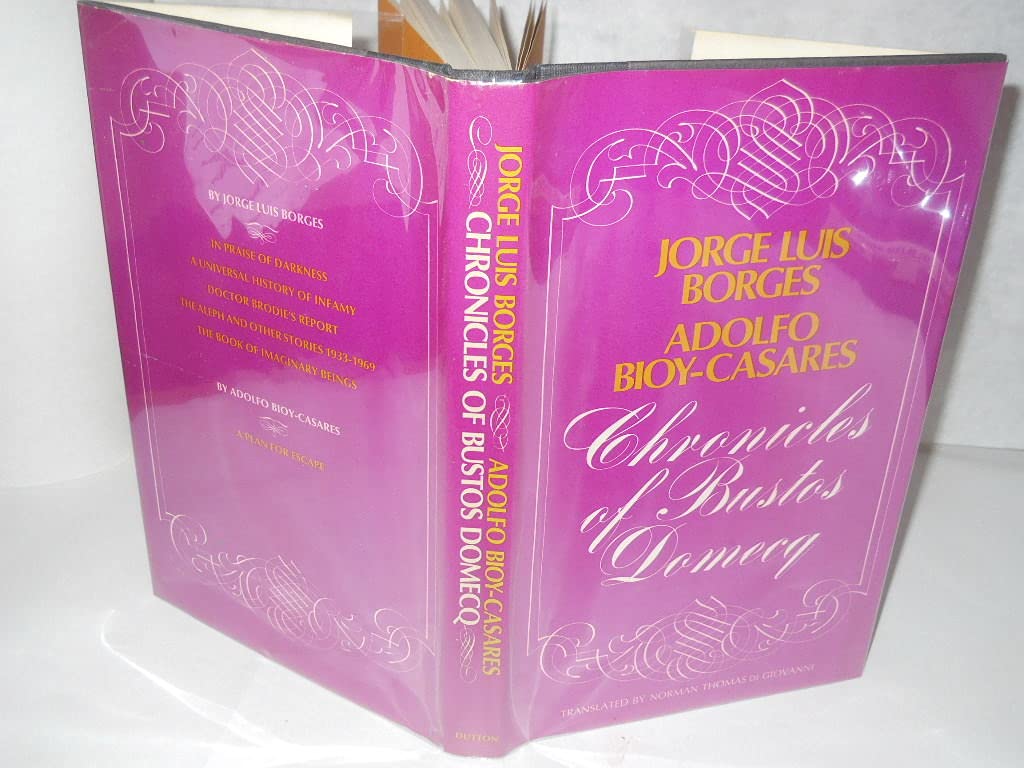 BY JORGE LUIS BORGES
IN PRAISE OF DARKNESS
A UNIVERSAL HISTORY OF INFAMY
DOCTOR BRODIE'S REPORT
THE ALEPH AND OTHER STORIES 1933-1969
THE BOOK OF IMAGINARY BEINGS
BY ADOLFO BIOY-CASARES
A PLAN FOR ESCAPE
JORGE LUIS BORGES ADOLFO BIOY-CASARES
CHRONICLES OF BUSTOS DOMECQ
DUTTON
JORGE LUIS
BORGES
ADOLFO
BIOY-CASARES
Chronicles
of Bustos
Domecq
TRANSLATED BY NORMAN THOMAS DI GIOVANNI